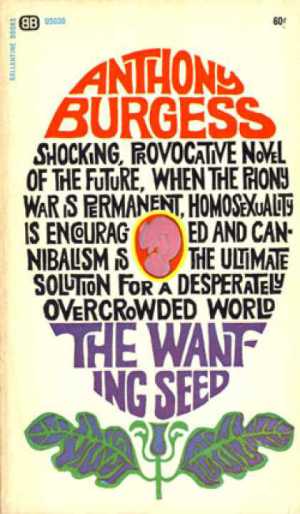 BALLANTINE BOOKS
BB
U5030
60¢
ANTHONY
BURGESS
SHOCKING, PROVOCATIVE NOVEL
OF THE FUTURE, WHEN THE PHONY
WAR IS PERMANENT, HOMOSEXUALITY
IS ENCOURAG ED AND CAN-
NIBALISM IS THE ULTIMATE
SOLUTION FOR A DESPERATELY
OVERCROWDED WORLD
THE WANT-
ING SEED